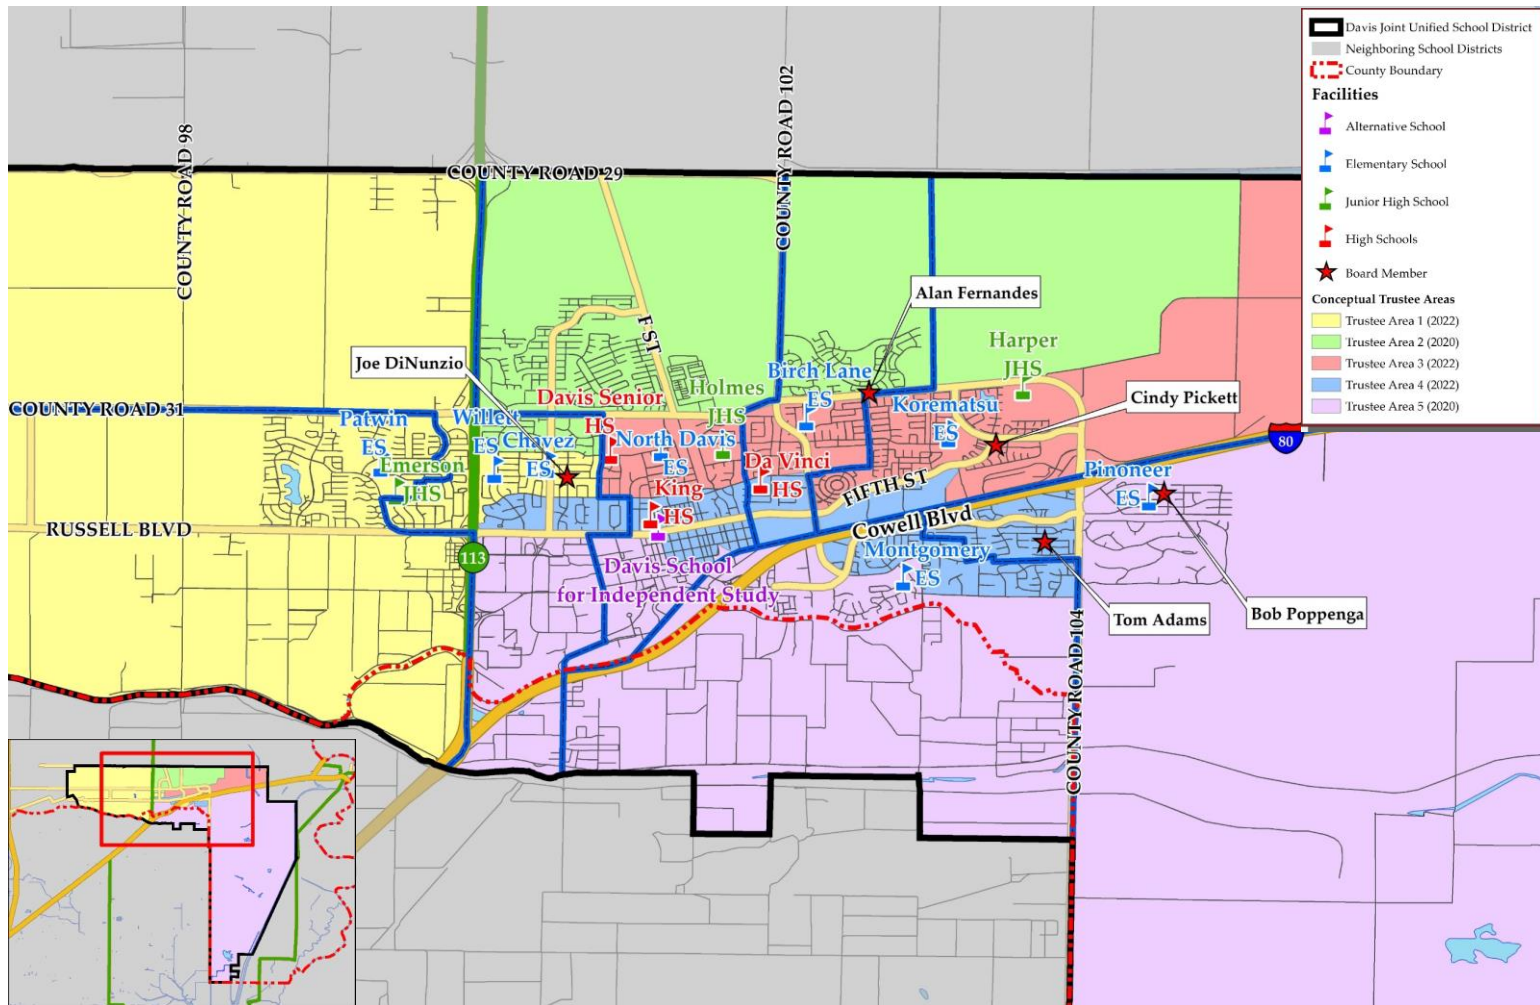 Davis Joint Unified School District
Neighboring School Districts
County Boundary
Facilities
Alternative School
Elementary School
Junior High School
High Schools
Board Member
Conceptual Trustee Areas
Trustee Area 1 (2022)
Trustee Area 2 (2020)
Trustee Area 3 (2022)
Trustee Area 4 (2022)
Trustee Area 5 (2020)
COUNTY ROAD 98
COUNTY ROAD 29
COUNTY ROAD 102
F ST
Alan Fernandes
Joe DiNunzio
Harper
JHS
Birch Lane
ES
Cindy Pickett
COUNTY ROAD 31
Patwin
ES
Willett
ES
Chavez
ES
Davis Senior
HS
Holmes
JHS
North Davis
ES
Korematsu
ES
80
Emerson
JHS
Da Vinci
HS
King
HS
FIFTH ST
Pinoneer
ES
RUSSELL BLVD
Cowell Blvd
113
Davis School
for Independent Study
Montgomery
ES
Tom Adams
Bob Poppenga
COUNTY ROAD 104